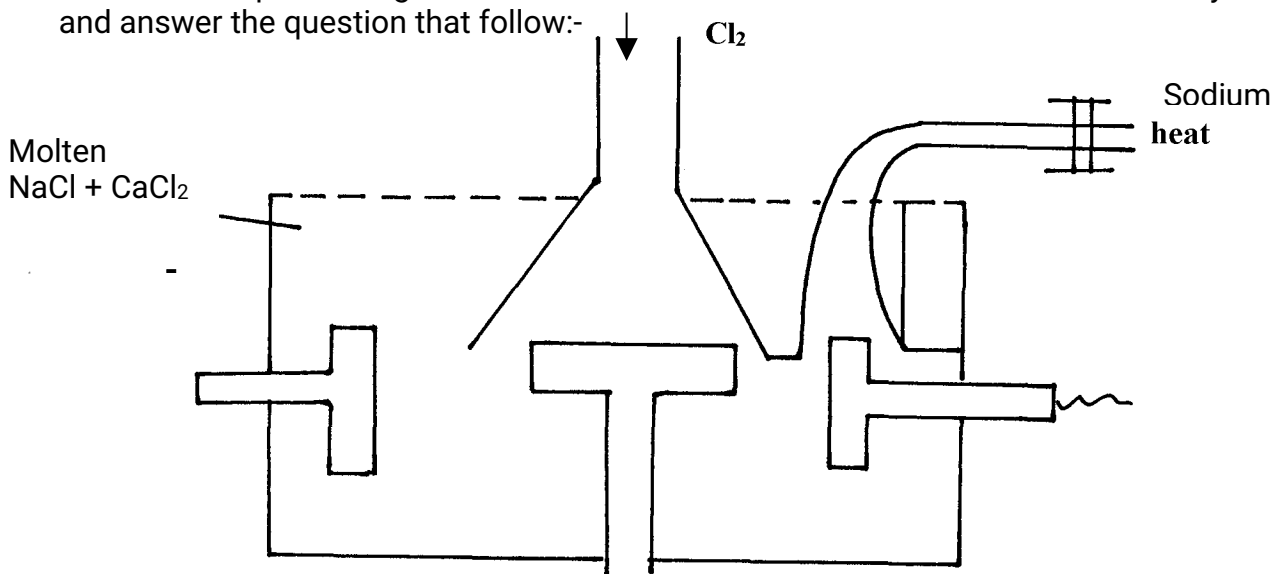 and answer the question that follow:-
Cl₂
Sodium
heat
Molten
NaCl + CaCl₂
-